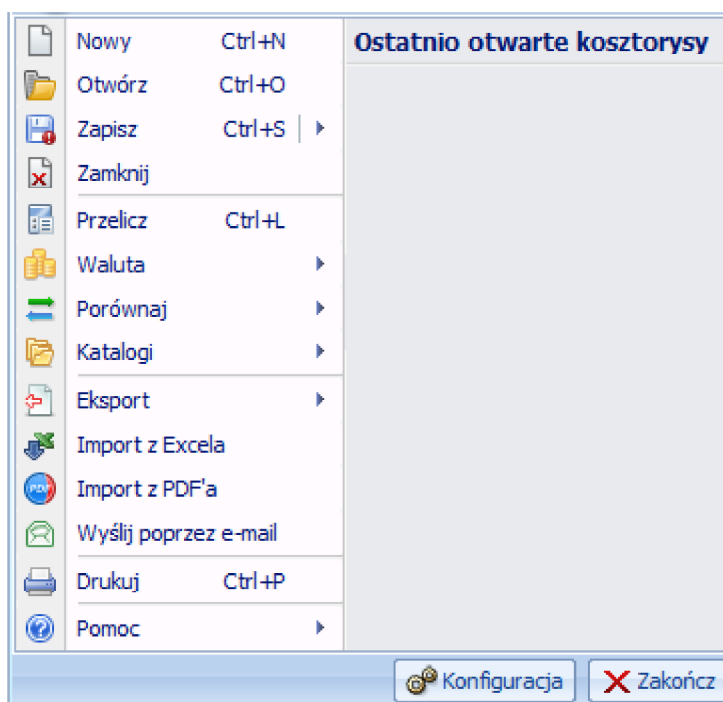 Nowy Ctrl+N
Otwórz Ctrl+O
Zapisz Ctrl+S
Zamknij
Przelicz Ctrl+L
Waluta
Porównaj
Katalogi
Eksport
Import z Excela
Import z PDF'a
Wyślij poprzez e-mail
Drukuj Ctrl+P
Pomoc
Ostatnio otwarte kosztorysy
Konfiguracja Zakończ